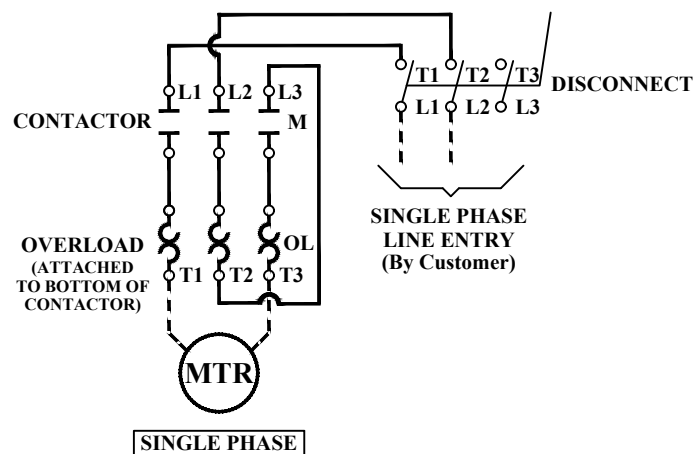 T1 T2 T3
DISCONNECT
L1 L2 L3
L1 L2 L3
CONTACTOR
M
SINGLE PHASE
LINE ENTRY
(By Customer)
OVERLOAD
(ATTACHED
TO BOTTOM OF
CONTACTOR)
OL
T1 T2 T3
MTR
SINGLE PHASE